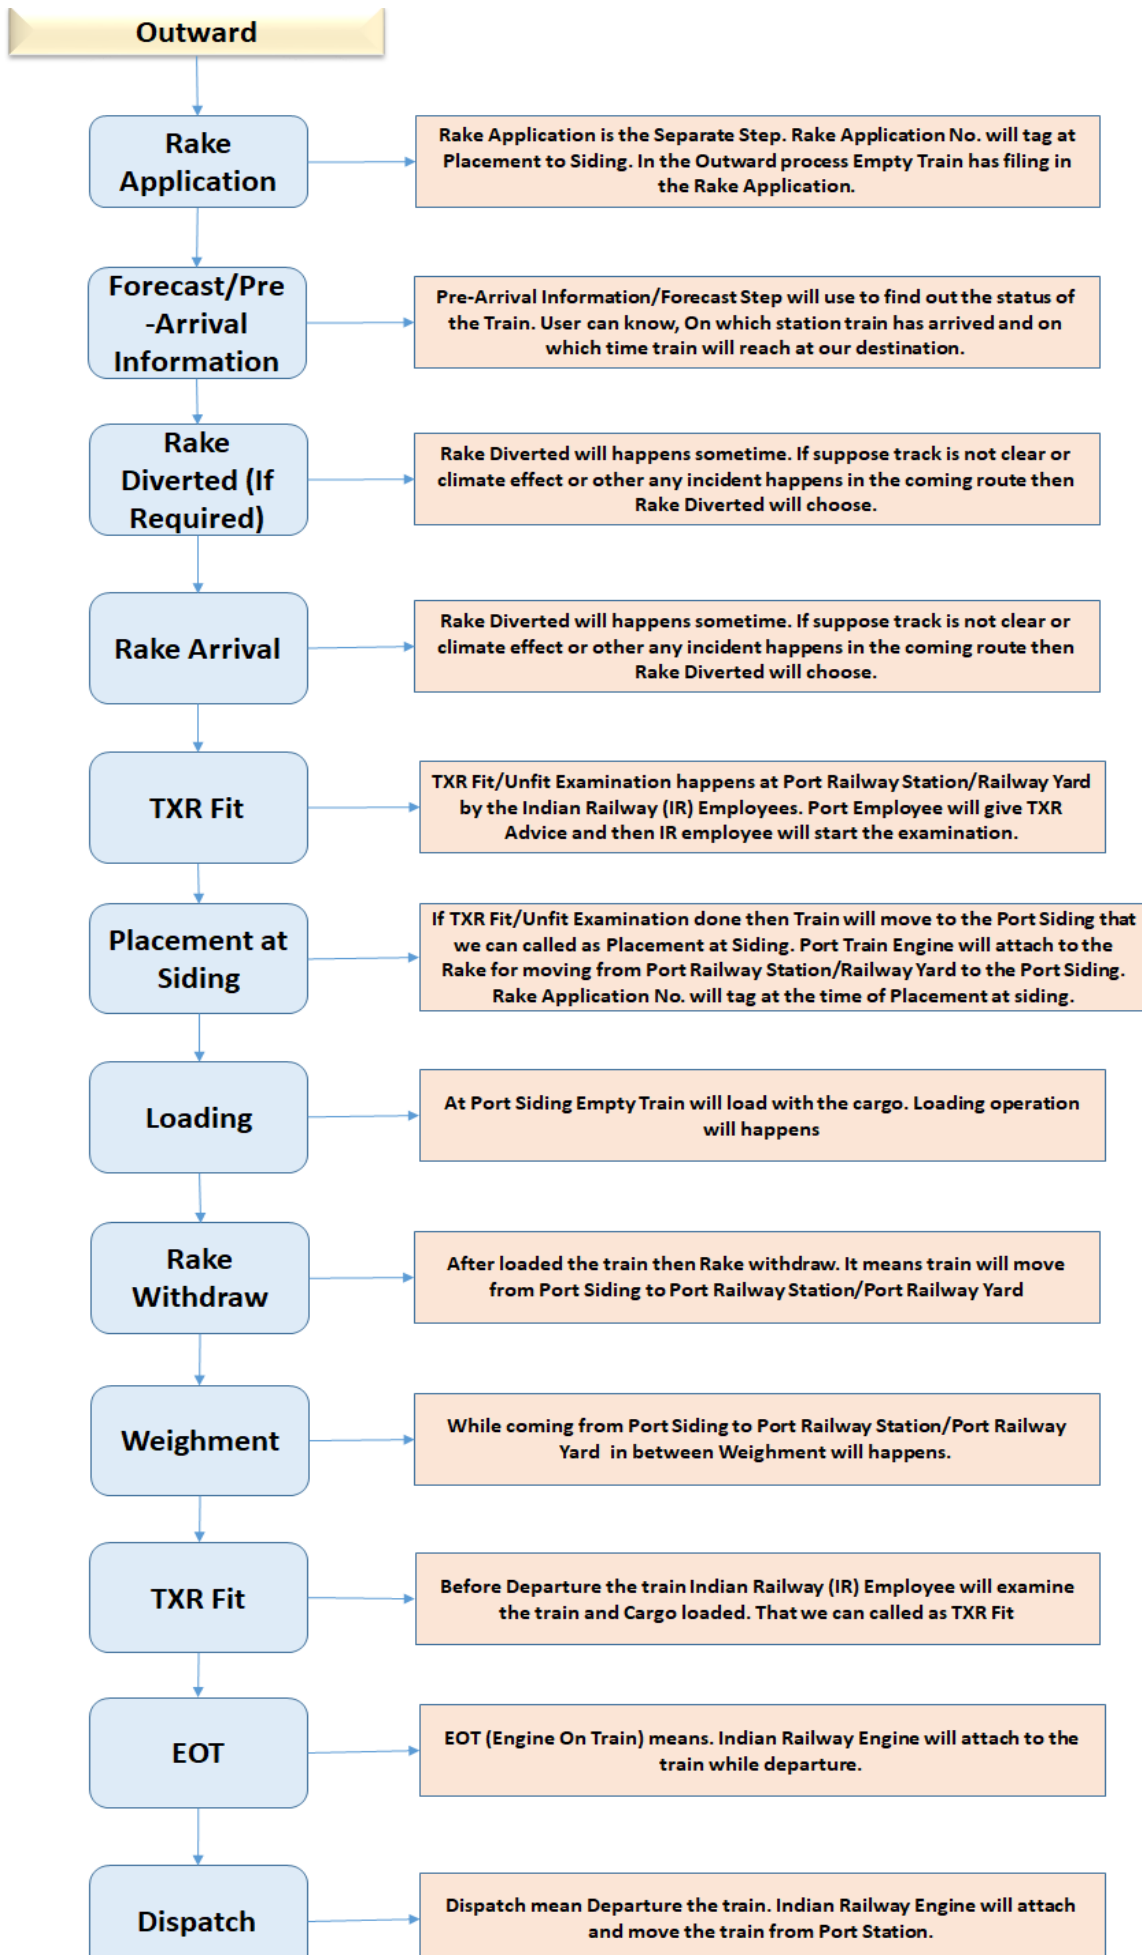 Outward
Rake
Application
Rake Application is the Separate Step. Rake Application No. will tag at
Placement to Siding. In the Outward process Empty Train has filing in
the Rake Application.
Forecast/Pre
-Arrival
Information
Pre-Arrival Information/Forecast Step will use to find out the status of
the Train. User can know, On which station train has arrived and on
which time train will reach at our destination.
Rake
Diverted (If
Required)
Rake Diverted will happens sometime. If suppose track is not clear or
climate effect or other any incident happens in the coming route then
Rake Diverted will choose.
Rake Arrival
Rake Diverted will happens sometime. If suppose track is not clear or
climate effect or other any incident happens in the coming route then
Rake Diverted will choose.
TXR Fit
TXR Fit/Unfit Examination happens at Port Railway Station/Railway Yard
by the Indian Railway (IR) Employees. Port Employee will give TXR
Advice and then IR employee will start the examination.
Placement at
Siding
If TXR Fit/Unfit Examination done then Train will move to the Port Siding that
we can called as Placement at Siding. Port Train Engine will attach to the
Rake for moving from Port Railway Station/Railway Yard to the Port Siding.
Rake Application No. will tag at the time of Placement at siding.
Loading
At Port Siding Empty Train will load with the cargo. Loading operation
will happens
Rake
Withdraw
After loaded the train then Rake withdraw. It means train will move
from Port Siding to Port Railway Station/Port Railway Yard
Weighment
While coming from Port Siding to Port Railway Station/Port Railway
Yard in between Weighment will happens.
TXR Fit
Before Departure the train Indian Railway (IR) Employee will examine
the train and Cargo loaded. That we can called as TXR Fit
EOT
EOT (Engine On Train) means. Indian Railway Engine will attach to the
train while departure.
Dispatch
Dispatch mean Departure the train. Indian Railway Engine will attach
and move the train from Port Station.